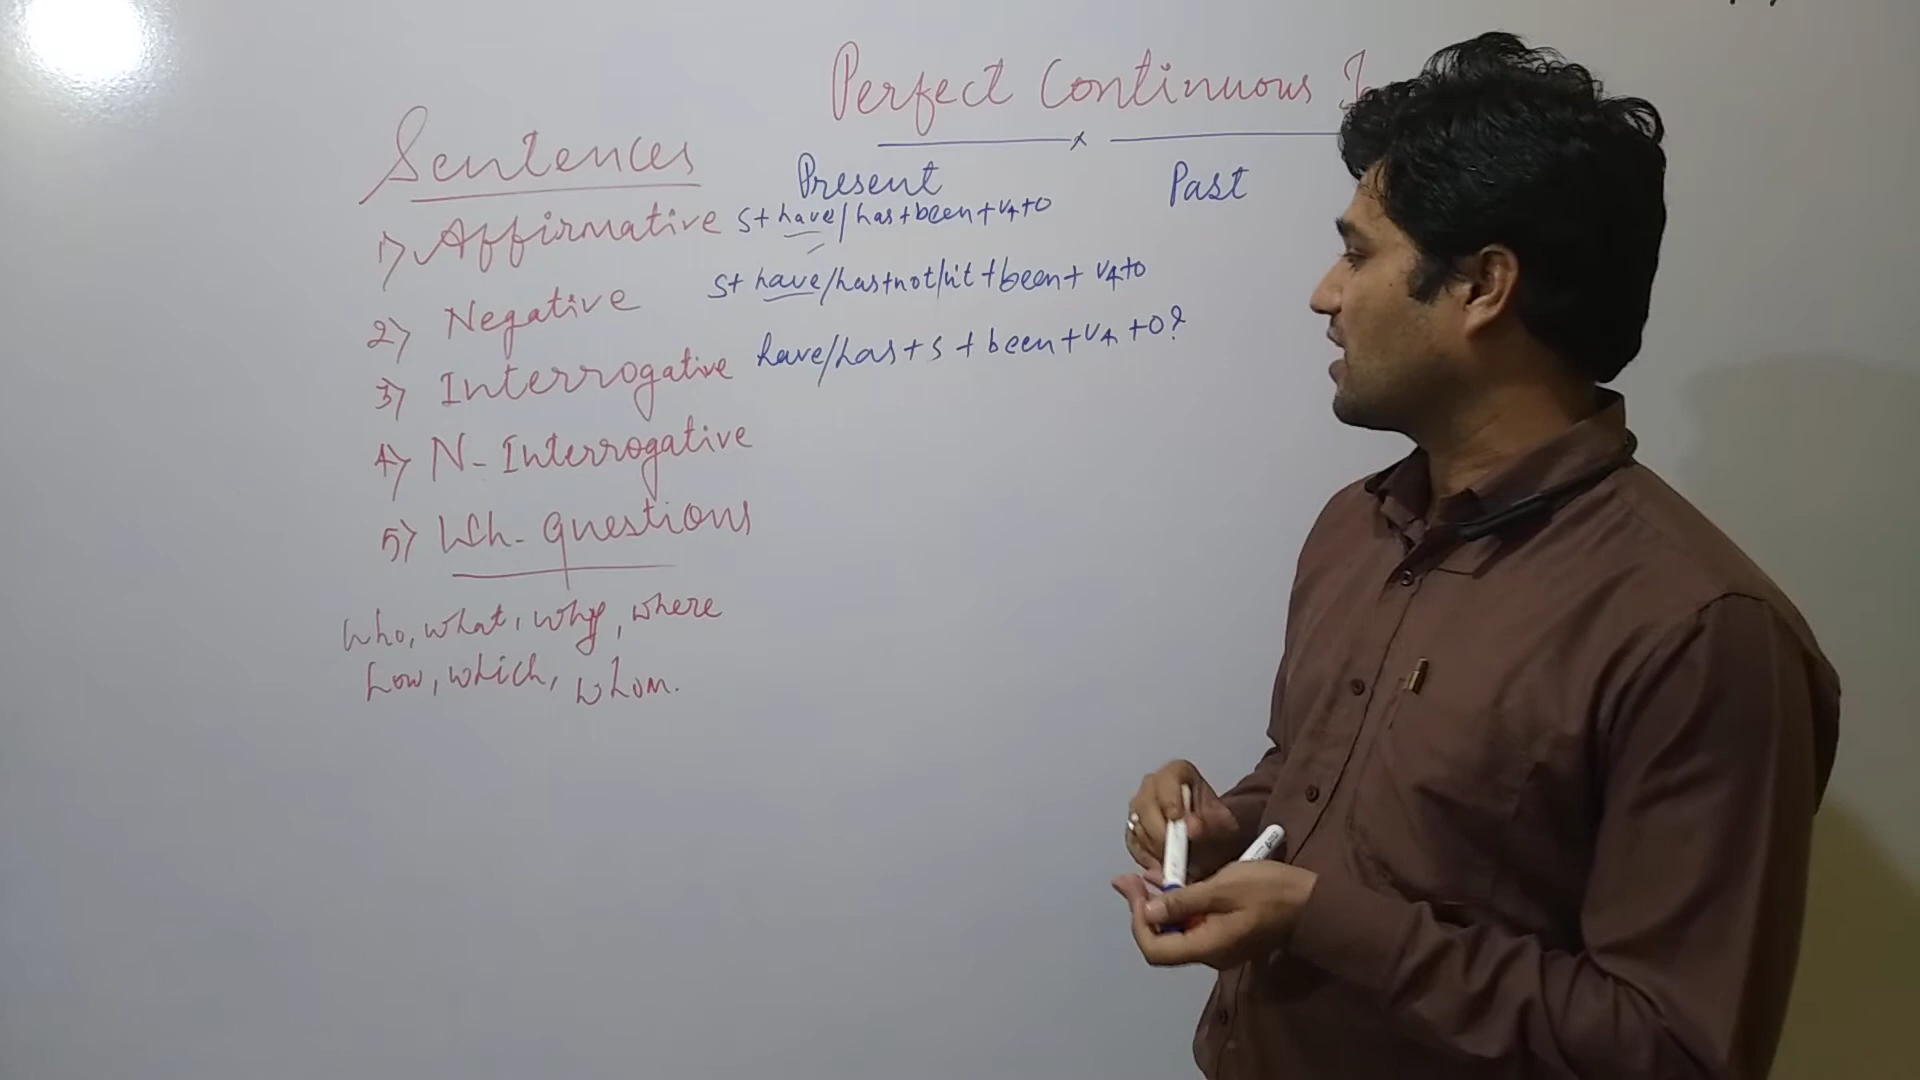 Perfect Continuous
Sentences
Present
Past
1) Affirmative S+have/has+been+V4+O
2) Negative S+have/has+not/n't+been+V4+O
3) Interrogative have/has+S+been+V4+O?
4) N-Interrogative
5) Wh-questions
Who, what, why, where
how, which, whom.